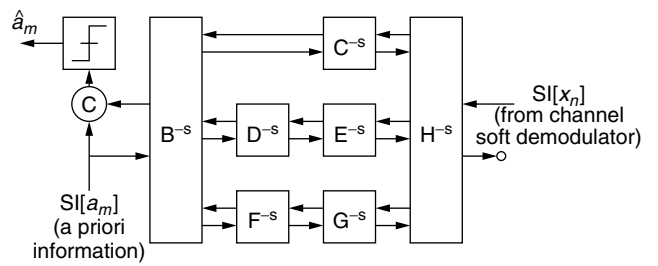 â_m
C
B⁻ˢ
C⁻ˢ
D⁻ˢ
E⁻ˢ
F⁻ˢ
G⁻ˢ
H⁻ˢ
SI[x_n]
(from channel
soft demodulator)
SI[a_m]
(a priori
information)